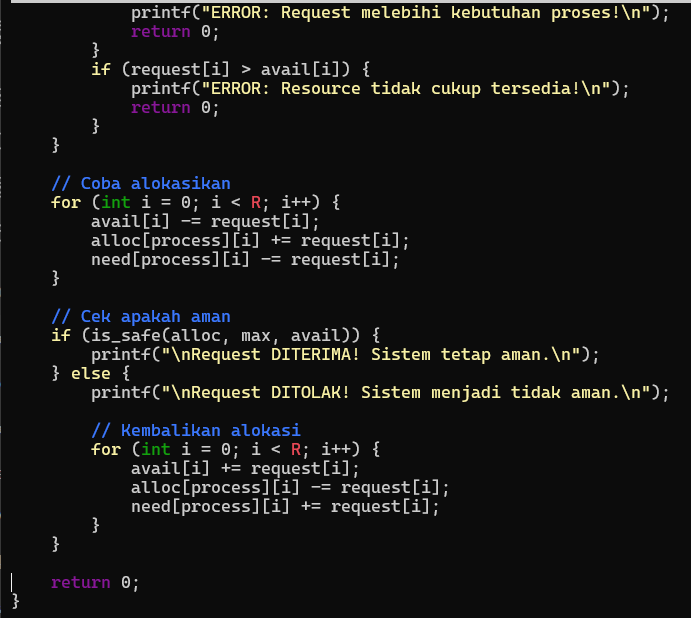 printf("ERROR: Request melebihi kebutuhan proses!\n");
            return 0;
        }
        if (request[i] > avail[i]) {
            printf("ERROR: Resource tidak cukup tersedia!\n");
            return 0;
        }
    }

    // Coba alokasikan
    for (int i = 0; i < R; i++) {
        avail[i] -= request[i];
        alloc[process][i] += request[i];
        need[process][i] -= request[i];
    }

    // Cek apakah aman
    if (is_safe(alloc, max, avail)) {
        printf("\nRequest DITERIMA! Sistem tetap aman.\n");
    } else {
        printf("\nRequest DITOLAK! Sistem menjadi tidak aman.\n");

        // Kembalikan alokasi
        for (int i = 0; i < R; i++) {
            avail[i] += request[i];
            alloc[process][i] -= request[i];
            need[process][i] += request[i];
        }
    }

    return 0;
}